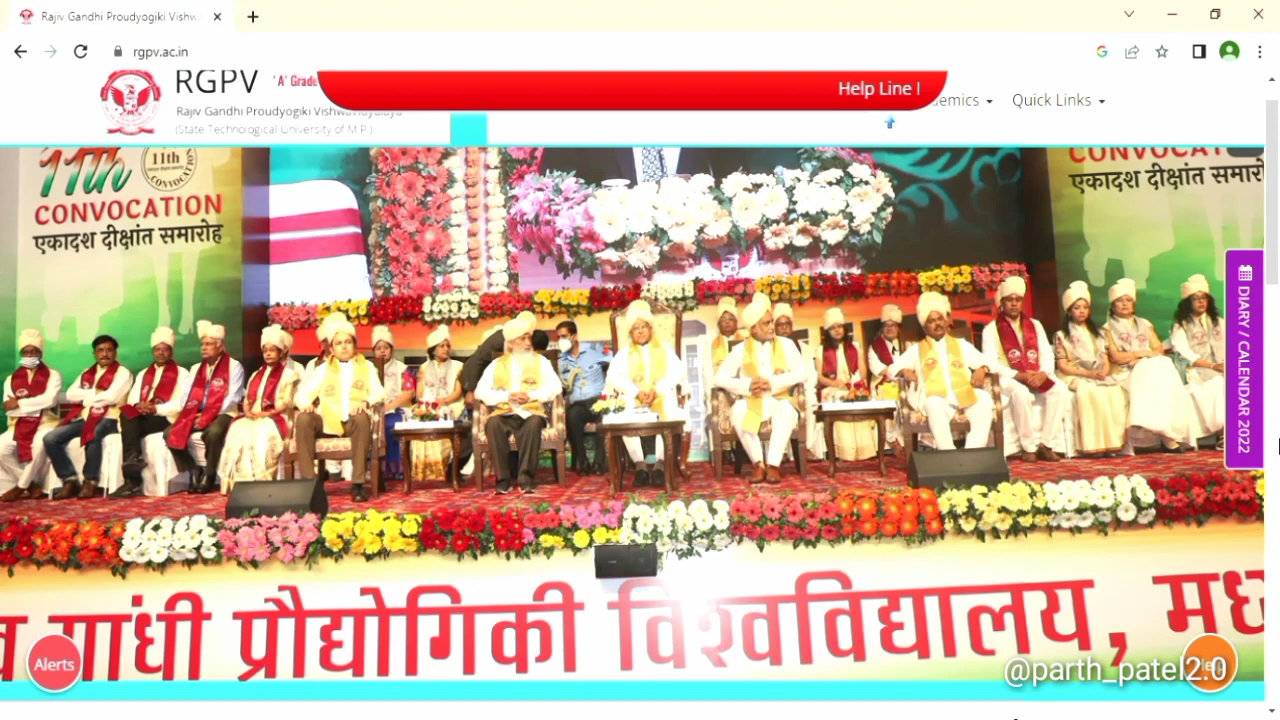 Rajiv Gandhi Proudyogiki Vishw
rgpv.ac.in
RGPV 'A' Grade
Help Line
Quick Links
Rajiv Gandhi Proudyogiki Vishwavidyalaya
(State Technological University of M.P.)
11th
11th
CONVOCATION
CONVOCATION
एकादश दीक्षांत समारोह
CONVOCAT
एकादश दीक्षांत समारो
DIARY / CALENDAR 2022
गांधी प्रौद्योगिकी विश्वविद्यालय, मध्
Alerts
Help
@parth_patel2.0